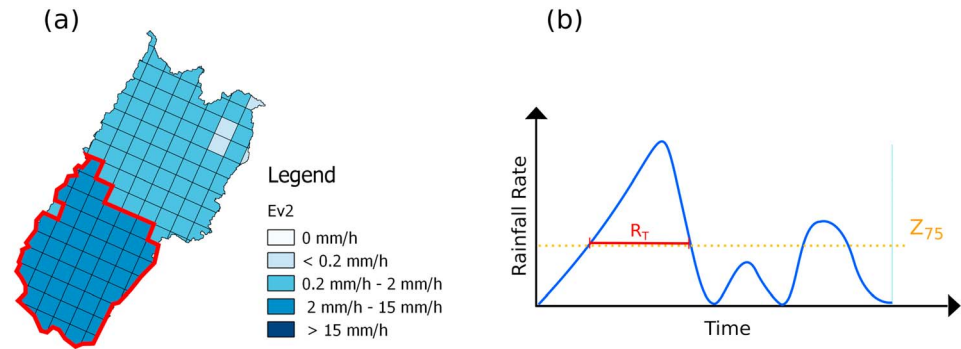 (a)
Legend
Ev2
0 mm/h
< 0.2 mm/h
0.2 mm/h - 2 mm/h
2 mm/h - 15 mm/h
> 15 mm/h
(b)
Rainfall Rate
R_T
Z_75
Time